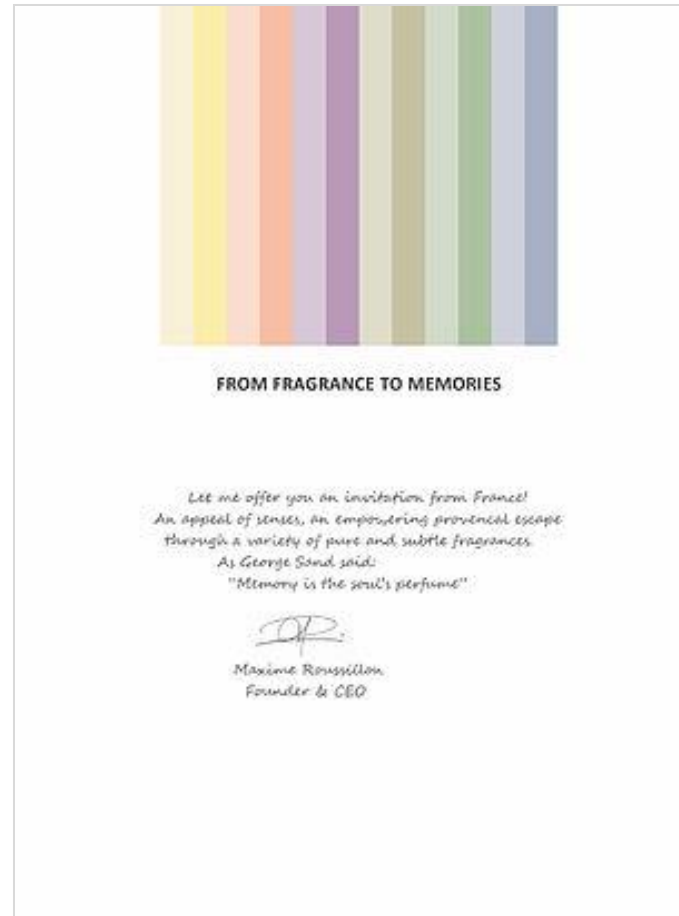 FROM FRAGRANCE TO MEMORIES
Let me offer you an invitation from France!
An appeal of senses, an empowering provencal escape
through a variety of pure and subtle fragrances.
As George Sand said:
"Memory is the soul's perfume"
Maxime Roussillon
Founder & CEO